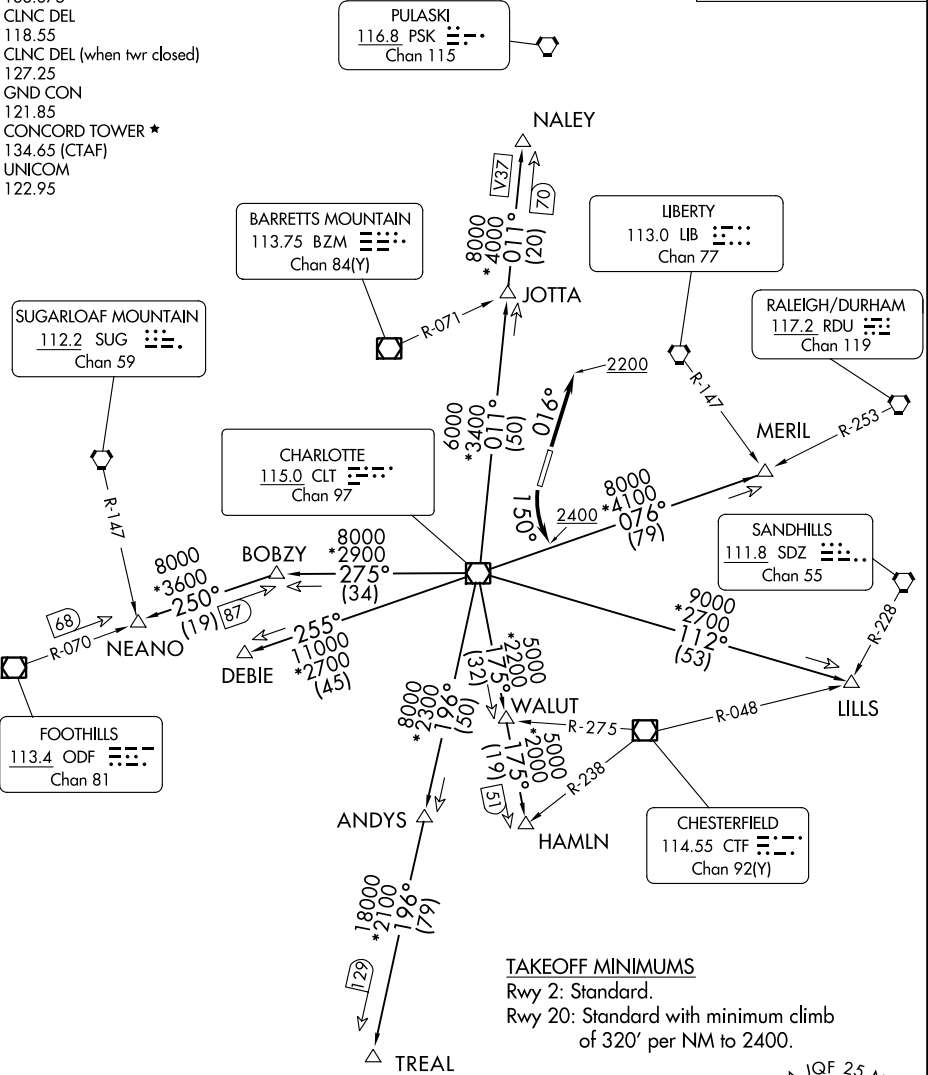 CLNC DEL
118.55
CLNC DEL (when twr closed)
127.25
GND CON
121.85
CONCORD TOWER ★
134.65 (CTAF)
UNICOM
122.95
PULASKI
116.8 PSK
Chan 115
NALEY
V37
70
8000
*4000
011°
(20)
BARRETTS MOUNTAIN
113.75 BZM
Chan 84(Y)
R-071
JOTTA
LIBERTY
113.0 LIB
Chan 77
R-147
RALEIGH/DURHAM
117.2 RDU
Chan 119
R-253
MERIL
SUGARLOAF MOUNTAIN
112.2 SUG
Chan 59
R-147
6000
*3400
011°
(50)
2200
016°
150°
2400
CHARLOTTE
115.0 CLT
Chan 97
8000
*4100
076°
(79)
SANDHILLS
111.8 SDZ
Chan 55
R-228
BOBZY
8000
*2900
275°
(34)
8000
*3600
250°
(19)
87
68
R-070
NEANO
DEBIE
255°
11000
*2700
(45)
9000
*2700
112°
(53)
LILLS
FOOTHILLS
113.4 ODF
Chan 81
8000
*2300
196°
(50)
5000
*2200
175°
(32)
WALUT
R-275
R-048
R-238
5000
*2000
175°
(19)
51
HAMLN
ANDYS
CHESTERFIELD
114.55 CTF
Chan 92(Y)
18000
*2100
196°
(79)
129
TREAL
TAKEOFF MINIMUMS
Rwy 2: Standard.
Rwy 20: Standard with minimum climb
of 320' per NM to 2400.
JQF 25